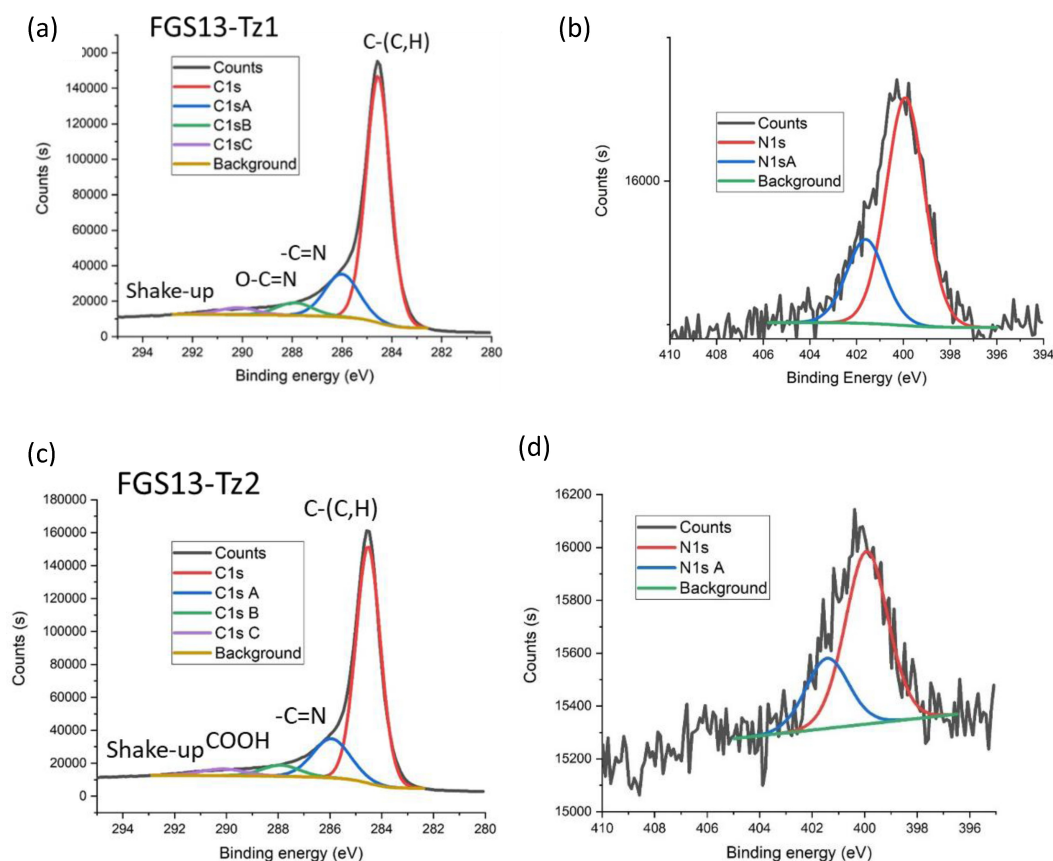 (a)
FGS13-Tz1
C-(C,H)
Counts
C1s
C1sA
C1sB
C1sC
Background
-C=N
O-C=N
Shake-up
140000
120000
100000
80000
60000
40000
20000
0
Counts (s)
294 292 290 288 286 284 282 280
Binding energy (eV)
(b)
Counts
N1s
N1sA
Background
16000
Counts (s)
410 408 406 404 402 400 398 396 394
Binding Energy (eV)
(c)
FGS13-Tz2
C-(C,H)
Counts
C1s
C1s A
C1s B
C1s C
Background
-C=N
COOH
Shake-up
180000
160000
140000
120000
100000
80000
60000
40000
20000
0
Counts (s)
294 292 290 288 286 284 282 280
Binding energy (eV)
(d)
Counts
N1s
N1s A
Background
16200
16000
15800
15600
15400
15200
15000
Counts (s)
410 408 406 404 402 400 398 396
Binding energy (eV)